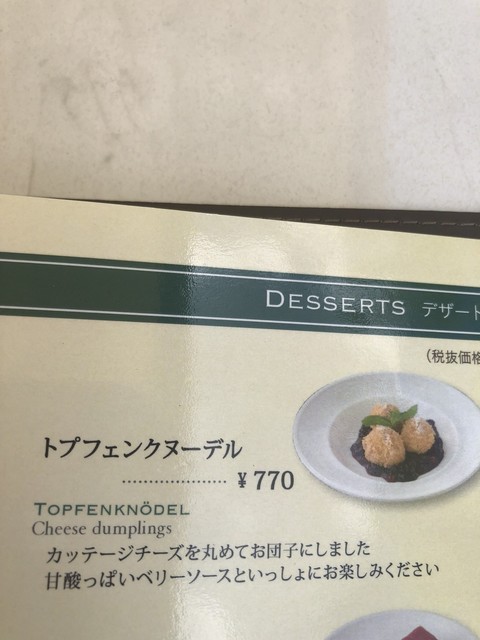 DESSERTS デザート
(税抜価格
トプフェンクヌーデル
.................... ¥ 770
TOPFENKNÖDEL
Cheese dumplings
カッテージチーズを丸めてお団子にしました
甘酸っぱいベリーソースといっしょにお楽しみください